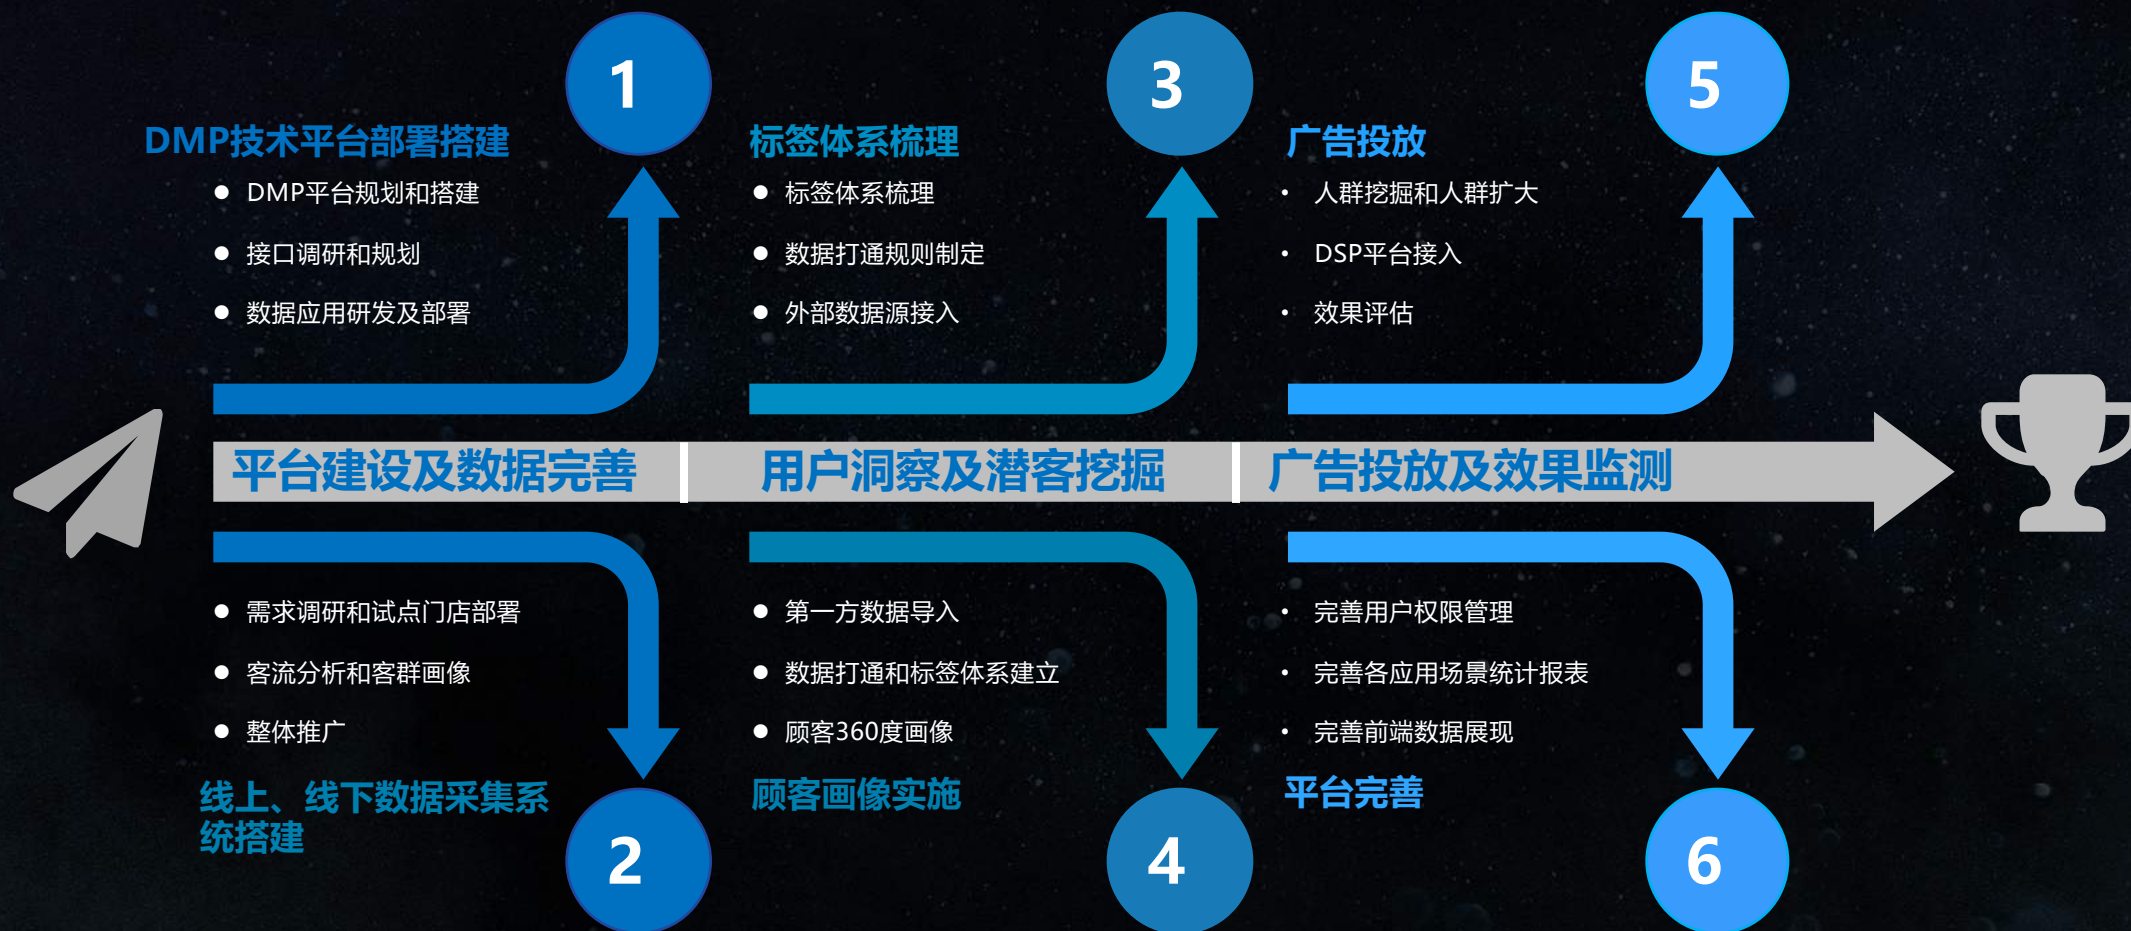 1
DMP技术平台部署搭建
● DMP平台规划和搭建
● 接口调研和规划
● 数据应用研发及部署
3
标签体系梳理
● 标签体系梳理
● 数据打通规则制定
● 外部数据源接入
5
广告投放
• 人群挖掘和人群扩大
• DSP平台接入
• 效果评估
平台建设及数据完善
用户洞察及潜客挖掘
广告投放及效果监测
● 需求调研和试点门店部署
● 客流分析和客群画像
● 整体推广
线上、线下数据采集系
统搭建
2
● 第一方数据导入
● 数据打通和标签体系建立
● 顾客360度画像
顾客画像实施
4
• 完善用户权限管理
• 完善各应用场景统计报表
• 完善前端数据展现
平台完善
6